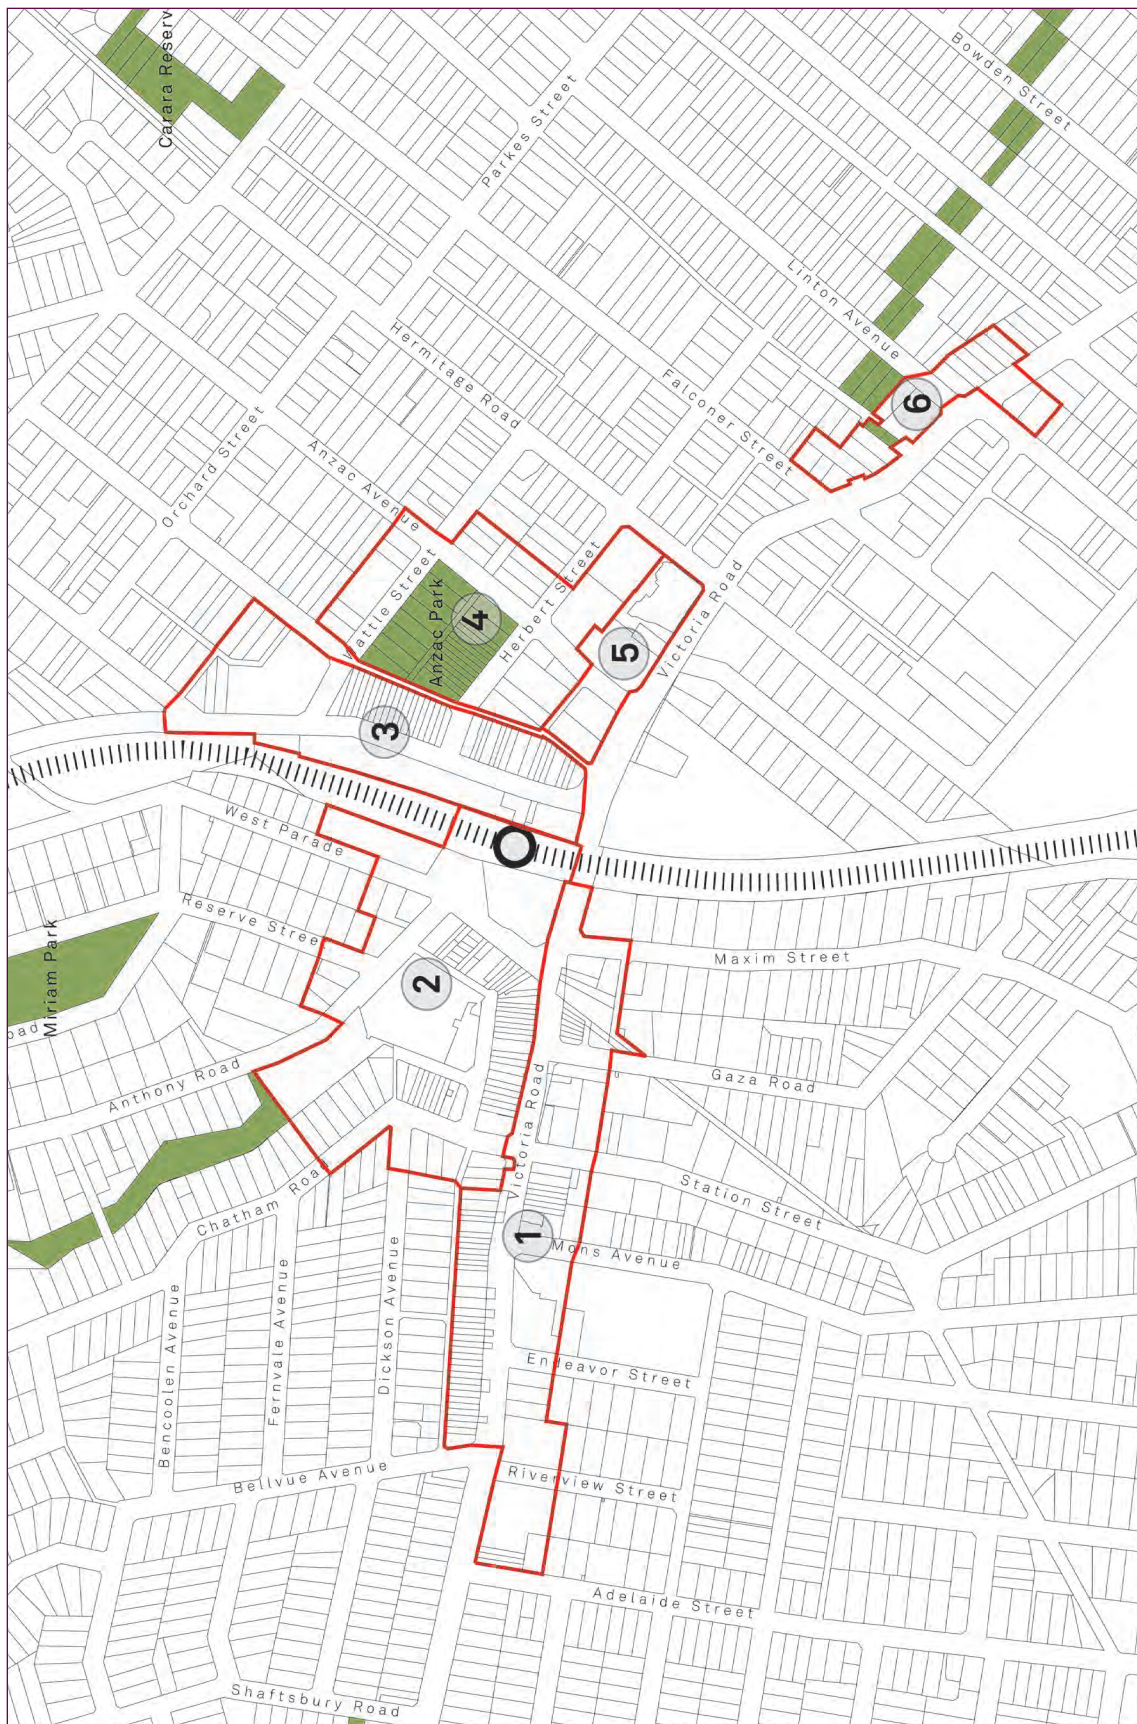 Carara Reserv
Bowden Street
Parkes Street
Linton Avenue
Hermitage Road
Falconer Street
Orchard Street
Anzac Avenue
Wattle Street
Anzac Park
Herbert Street
Victoria Road
6
4
5
3
West Parade
Reserve Street
Miriam Park
oad
2
Maxim Street
Anthony Road
Gaza Road
Victoria Road
Chatham Road
Station Street
1
Mons Avenue
Bencoolen Avenue
Fernvale Avenue
Dickson Avenue
Endeavor Street
Bellvue Avenue
Riverview Street
Adelaide Street
Shaftsbury Road